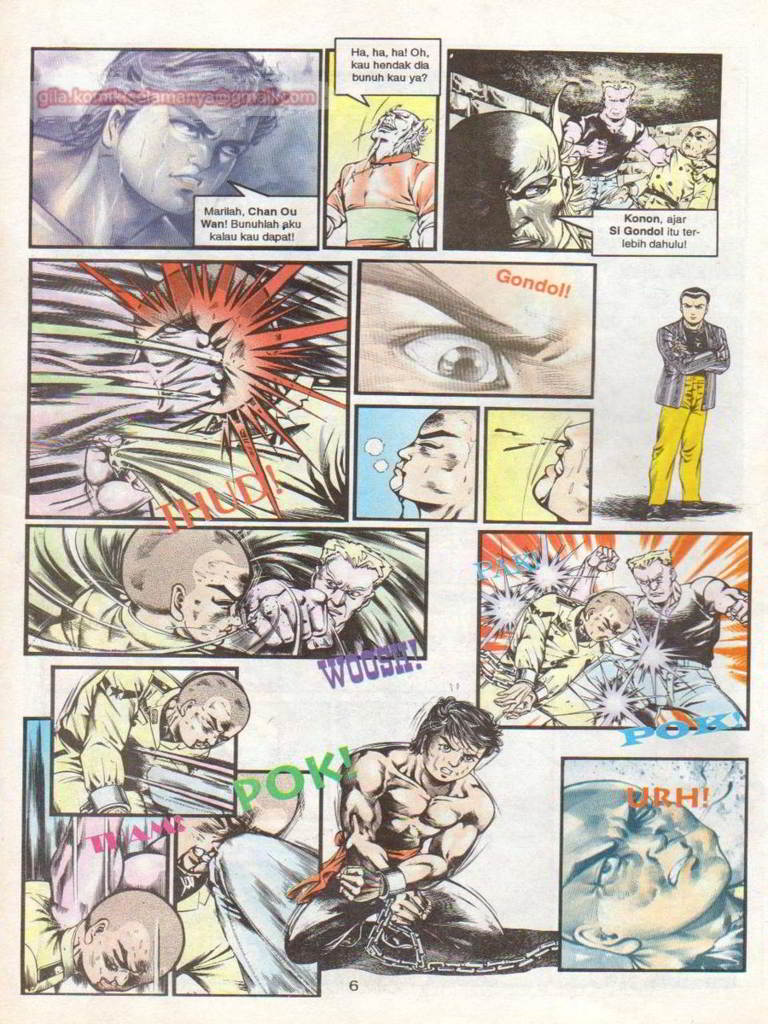 gila.komikselamanya@gmail.com
Marilah, Chan Ou
Wan! Bunuhlah aku
kalau kau dapat!
Ha, ha, ha! Oh,
kau hendak dia
bunuh kau ya?
Konon, ajar
Si Gondol itu ter-
lebih dahulu!
THUD!
Gondol!
WOOSH!
PAK!
POK!
POK!
URH!
6